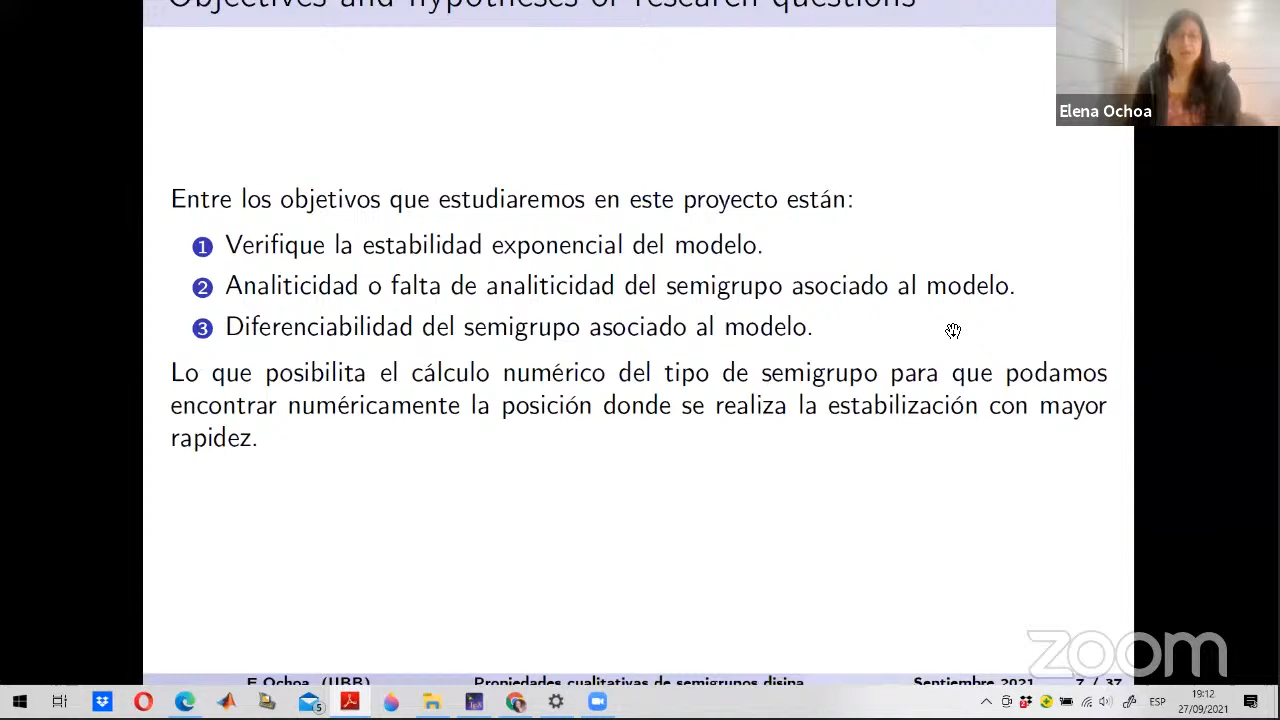 Objectives and hypotheses or research questions
Elena Ochoa
Entre los objetivos que estudiaremos en este proyecto están:
1 Verifique la estabilidad exponencial del modelo.
2 Analiticidad o falta de analiticidad del semigrupo asociado al modelo.
3 Diferenciabilidad del semigrupo asociado al modelo.
Lo que posibilita el cálculo numérico del tipo de semigrupo para que podamos
encontrar numéricamente la posición donde se realiza la estabilización con mayor
rapidez.
zoom
E.Ochoa (UBB) Propiedades cualitativas de semigrupos disipa Septiembre 2021 7 / 37
5 ESP 19:12
27/09/2021